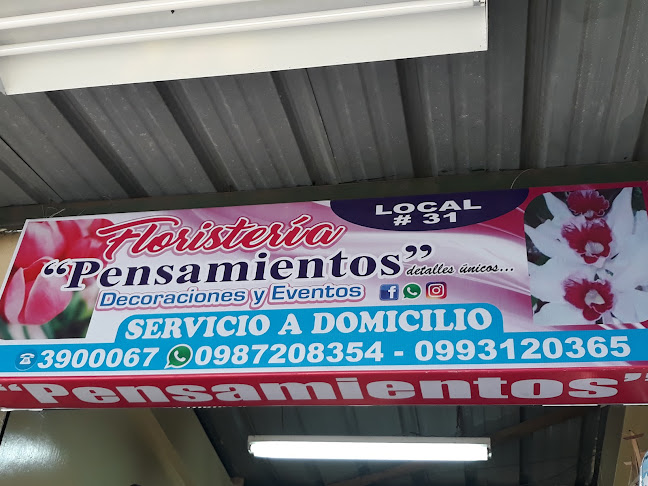 LOCAL
# 31
Floristería
"Pensamientos"
detalles únicos...
Decoraciones y Eventos
SERVICIO A DOMICILIO
3900067 0987208354 - 0993120365
"Pensamientos"